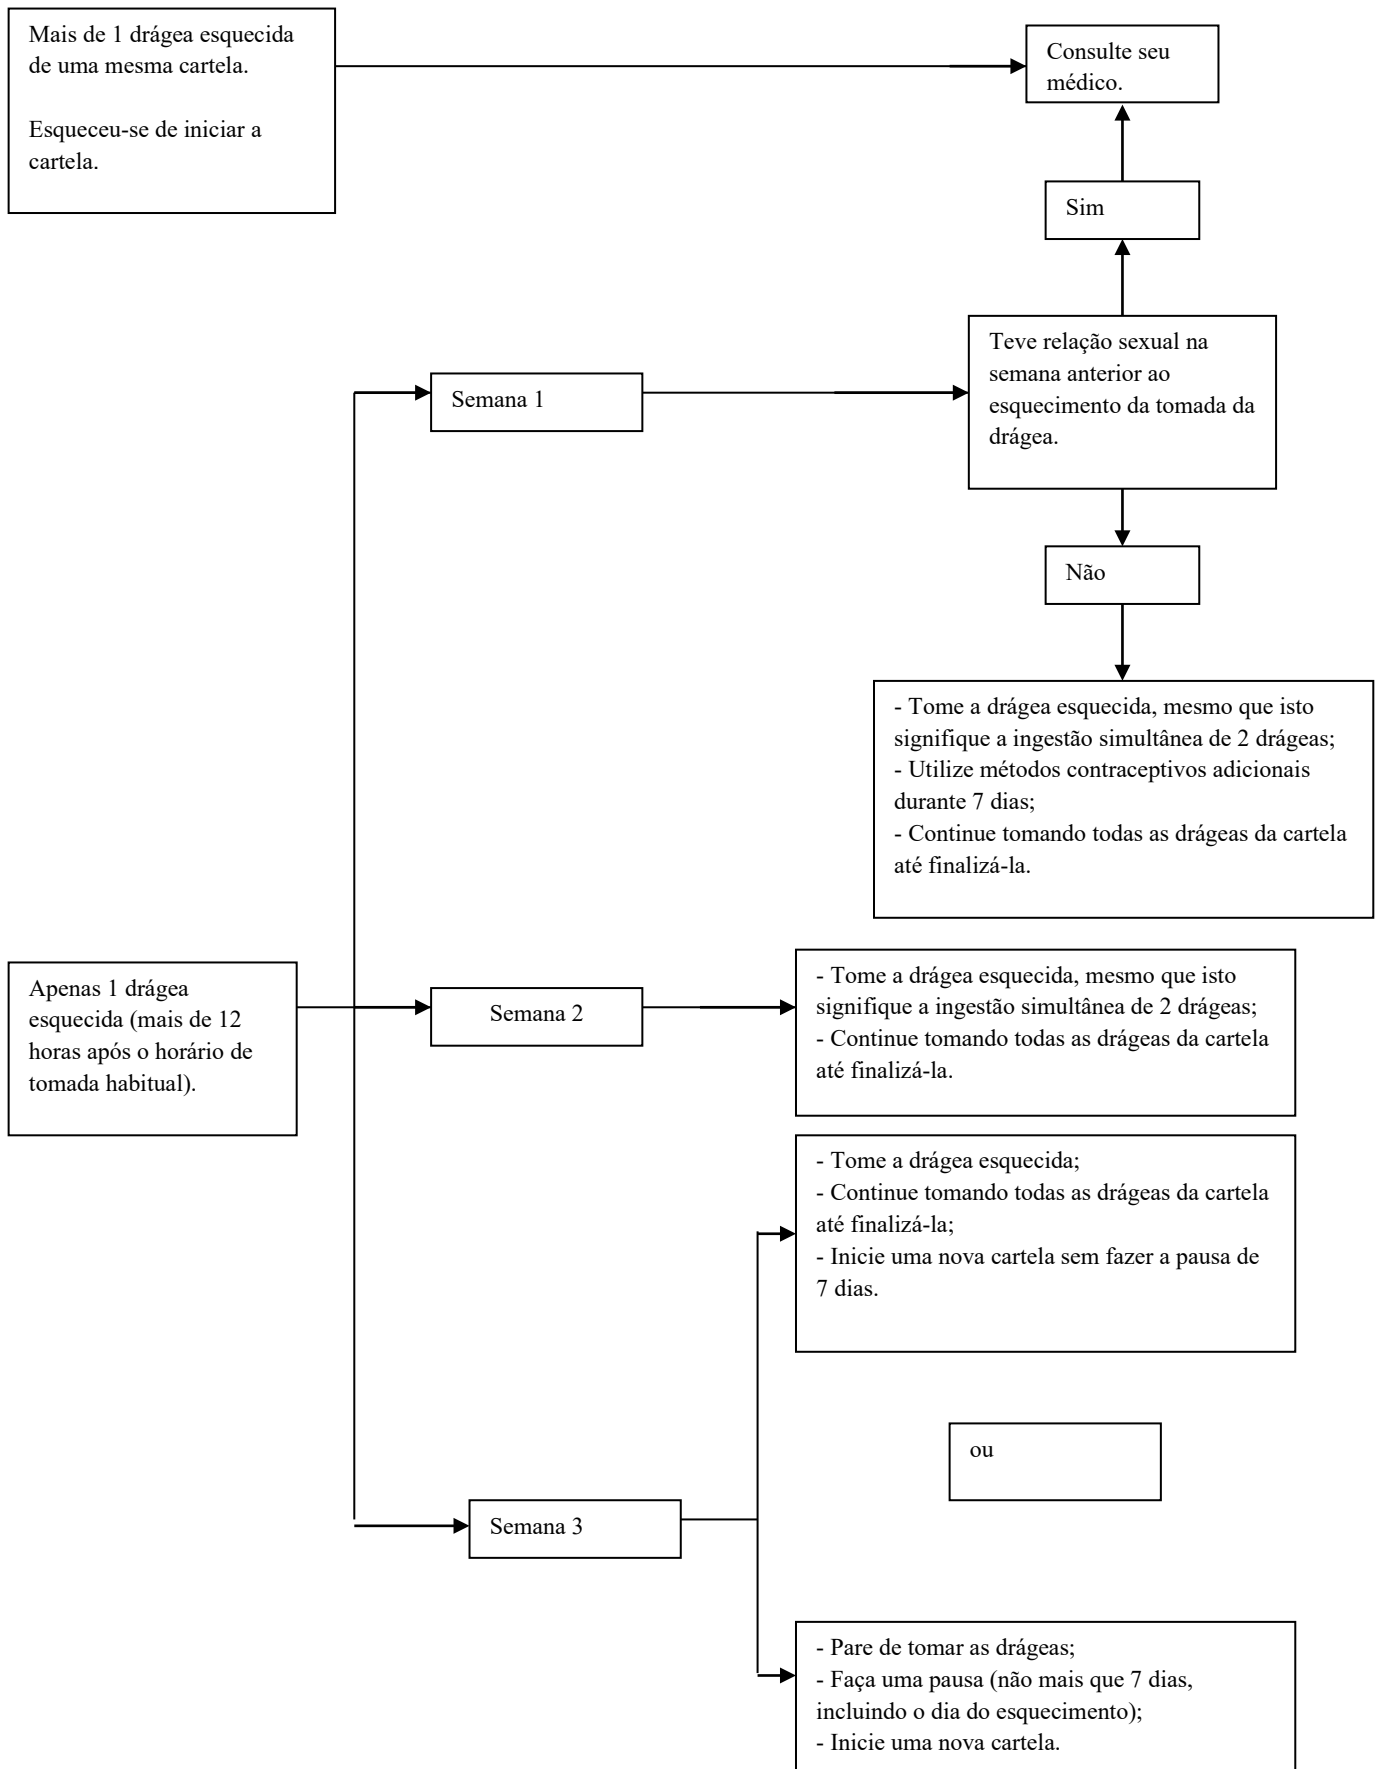 Mais de 1 drágea esquecida
de uma mesma cartela.
Esqueceu-se de iniciar a
cartela.
Consulte seu
médico.
Sim
Teve relação sexual na
semana anterior ao
esquecimento da tomada da
drágea.
Semana 1
Não
- Tome a drágea esquecida, mesmo que isto
signifique a ingestão simultânea de 2 drágeas;
- Utilize métodos contraceptivos adicionais
durante 7 dias;
- Continue tomando todas as drágeas da cartela
até finalizá-la.
Apenas 1 drágea
esquecida (mais de 12
horas após o horário de
tomada habitual).
Semana 2
- Tome a drágea esquecida, mesmo que isto
signifique a ingestão simultânea de 2 drágeas;
- Continue tomando todas as drágeas da cartela
até finalizá-la.
- Tome a drágea esquecida;
- Continue tomando todas as drágeas da cartela
até finalizá-la;
- Inicie uma nova cartela sem fazer a pausa de
7 dias.
ou
Semana 3
- Pare de tomar as drágeas;
- Faça uma pausa (não mais que 7 dias,
incluindo o dia do esquecimento);
- Inicie uma nova cartela.